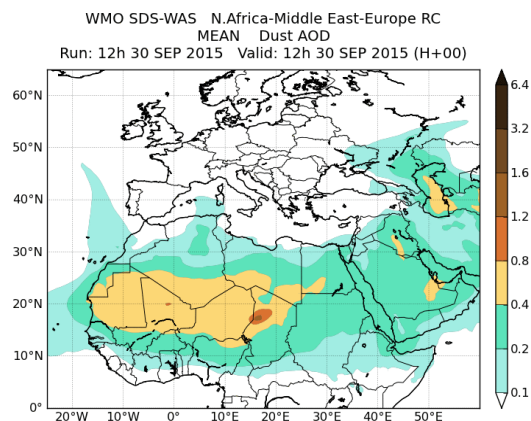 WMO SDS-WAS   N.Africa-Middle East-Europe RC
MEAN    Dust AOD
Run: 12h 30 SEP 2015   Valid: 12h 30 SEP 2015 (H+00)
60°N
50°N
40°N
30°N
20°N
10°N
0°
20°W
10°W
0°
10°E
20°E
30°E
40°E
50°E
6.4
3.2
1.6
1.2
0.8
0.4
0.2
0.1